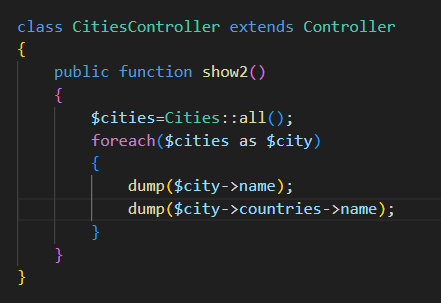 class CitiesController extends Controller
{
    public function show2()
    {
        $cities=Cities::all();
        foreach($cities as $city)
        {
            dump($city->name);
            dump($city->countries->name);
        }
    }
}